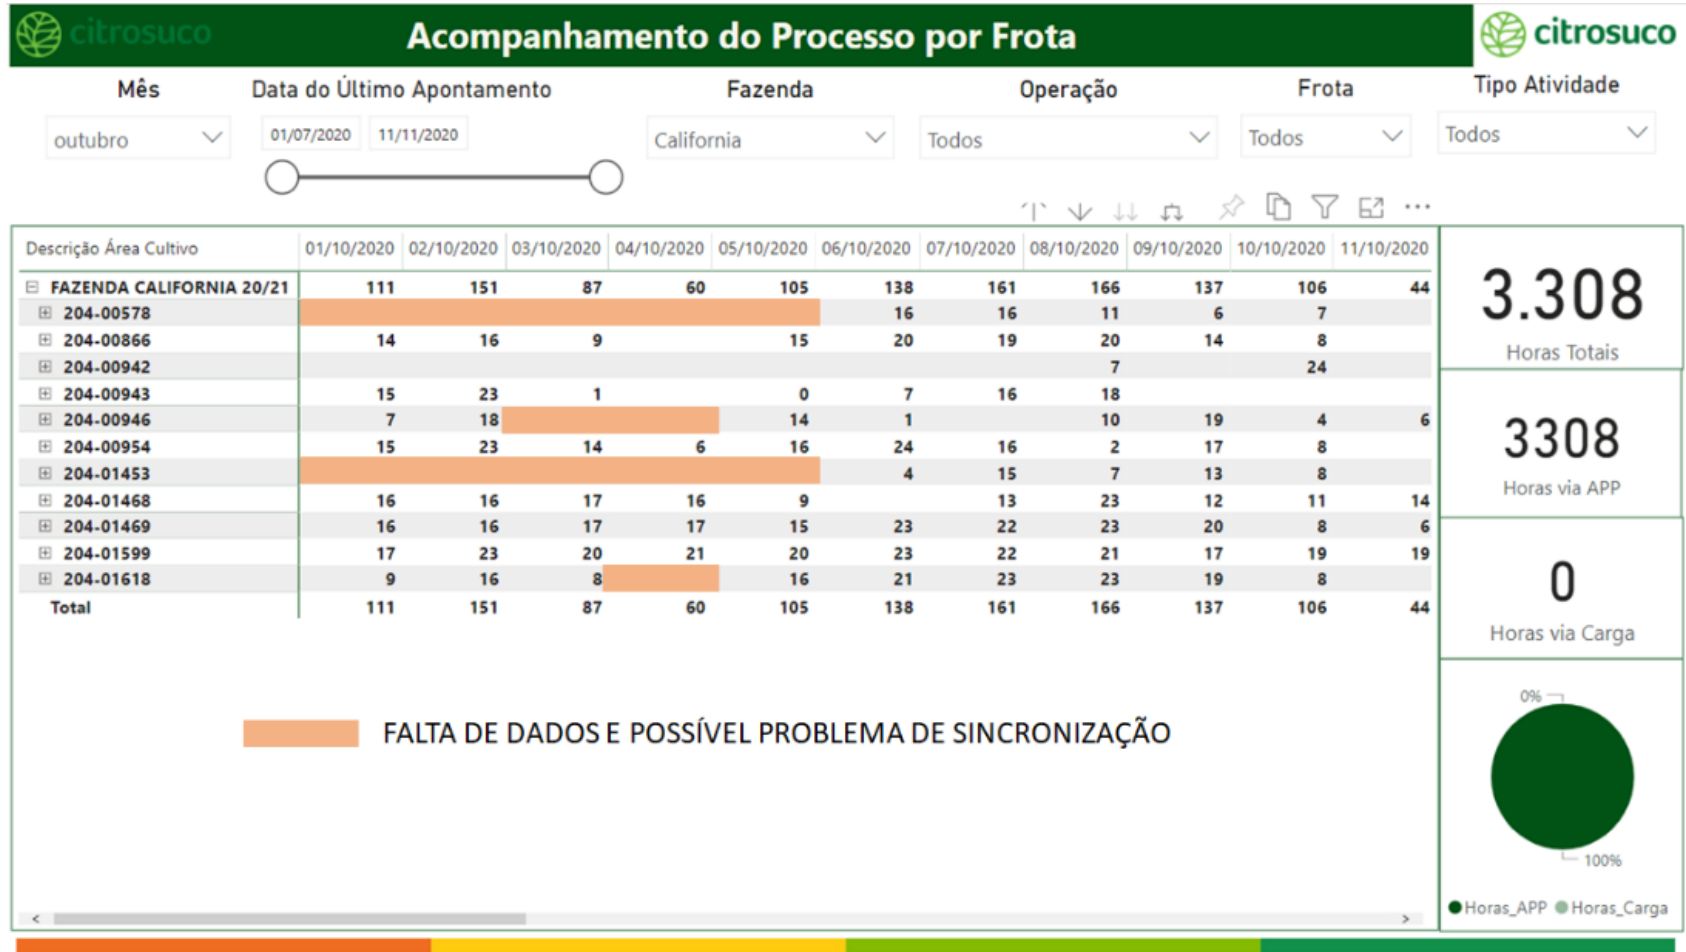 citrosuco
Acompanhamento do Processo por Frota
citrosuco
Mês Data do Último Apontamento Fazenda Operação Frota Tipo Atividade
outubro 01/07/2020 11/11/2020 California Todos Todos Todos
Descrição Área Cultivo 01/10/2020 02/10/2020 03/10/2020 04/10/2020 05/10/2020 06/10/2020 07/10/2020 08/10/2020 09/10/2020 10/10/2020 11/10/2020
FAZENDA CALIFORNIA 20/21 111 151 87 60 105 138 161 166 137 106 44
204-00578 16 16 11 6 7
204-00866 14 16 9 15 20 19 20 14 8
204-00942 7 24
204-00943 15 23 1 0 7 16 18
204-00946 7 18 14 1 10 19 4 6
204-00954 15 23 14 6 16 24 16 2 17 8
204-01453 4 15 7 13 8
204-01468 16 16 17 16 9 13 23 12 11 14
204-01469 16 16 17 17 15 23 22 23 20 8 6
204-01599 17 23 20 21 20 23 22 21 17 19 19
204-01618 9 16 8 16 21 23 23 19 8
Total 111 151 87 60 105 138 161 166 137 106 44
3.308
Horas Totais
3308
Horas via APP
0
Horas via Carga
FALTA DE DADOS E POSSÍVEL PROBLEMA DE SINCRONIZAÇÃO
0%
100%
Horas_APP Horas_Carga